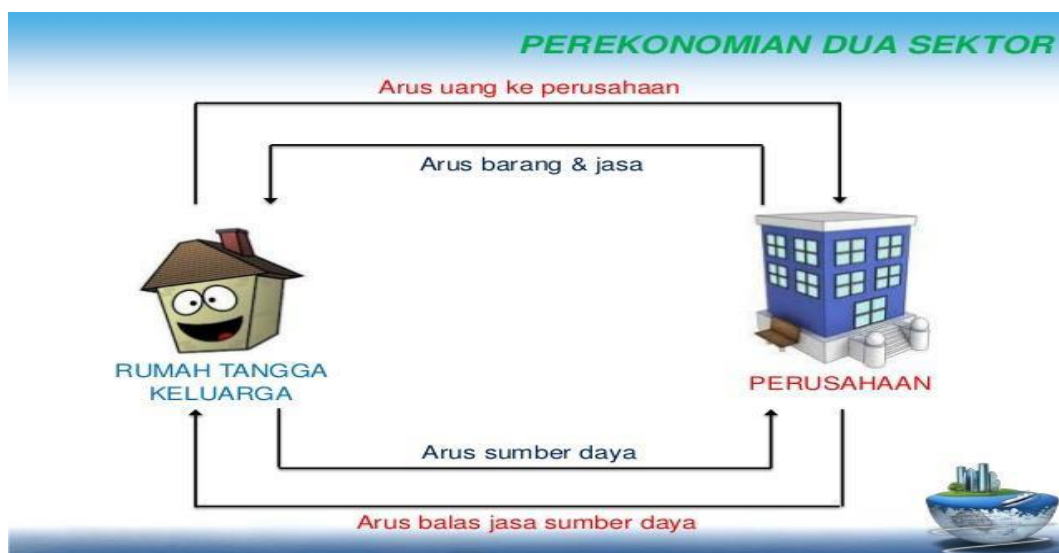 PEREKONOMIAN DUA SEKTOR
Arus uang ke perusahaan
Arus barang & jasa
RUMAH TANGGA
KELUARGA
PERUSAHAAN
Arus sumber daya
Arus balas jasa sumber daya